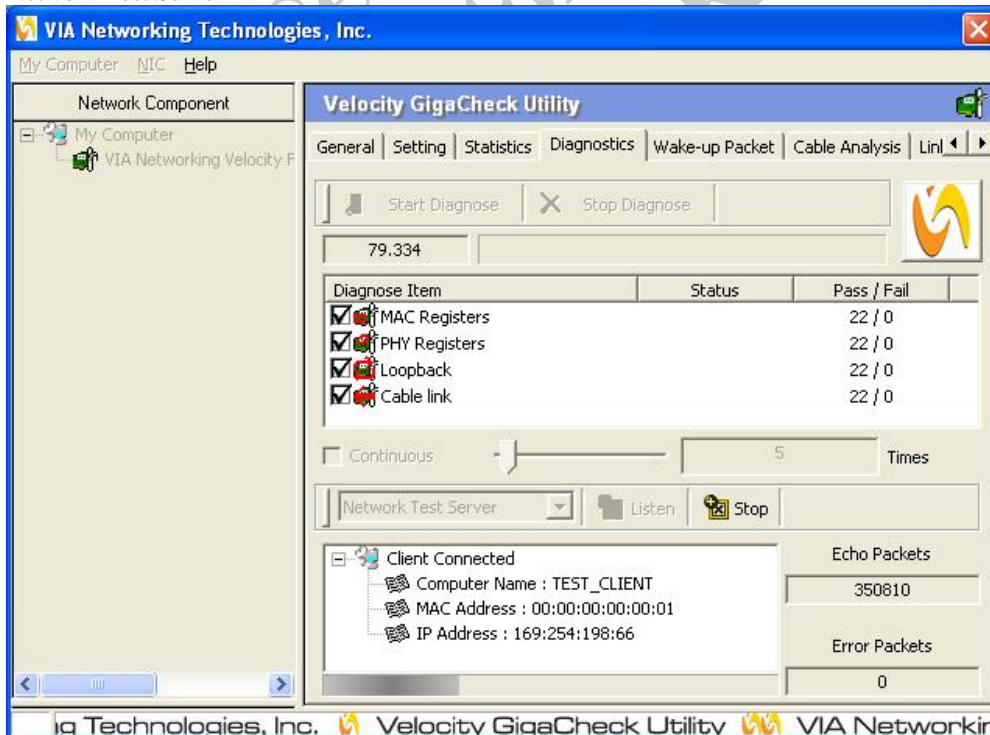 VIA Networking Technologies, Inc.
My Computer NIC Help
Network Component
My Computer
VIA Networking Velocity F
Velocity GigaCheck Utility
General Setting Statistics Diagnostics Wake-up Packet Cable Analysis Linl
Start Diagnose Stop Diagnose
79.334
Diagnose Item Status Pass / Fail
MAC Registers 22 / 0
PHY Registers 22 / 0
Loopback 22 / 0
Cable link 22 / 0
Continuous 5 Times
Network Test Server Listen Stop
Client Connected
Computer Name : TEST_CLIENT
MAC Address : 00:00:00:00:00:01
IP Address : 169:254:198:66
Echo Packets
350810
Error Packets
0
ig Technologies, Inc. Velocity GigaCheck Utility VIA Networkir